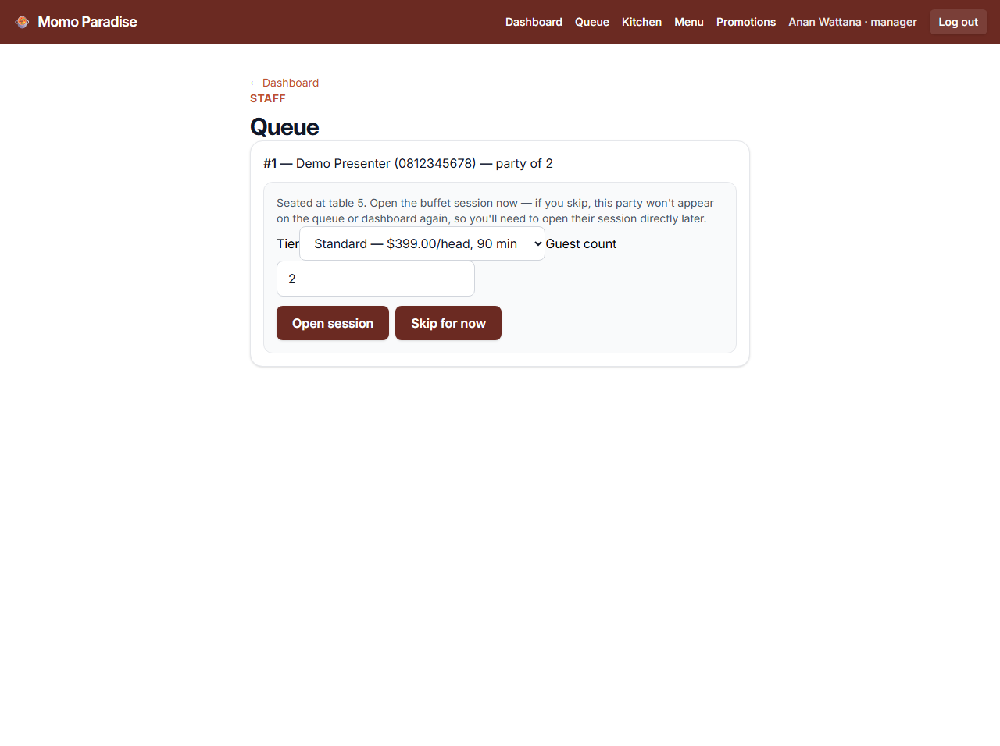 Momo Paradise
Dashboard Queue Kitchen Menu Promotions Anan Wattana · manager Log out
← Dashboard
STAFF
Queue
#1 — Demo Presenter (0812345678) — party of 2
Seated at table 5. Open the buffet session now — if you skip, this party won't appear
on the queue or dashboard again, so you'll need to open their session directly later.
Tier Standard — $399.00/head, 90 min Guest count
2
Open session Skip for now